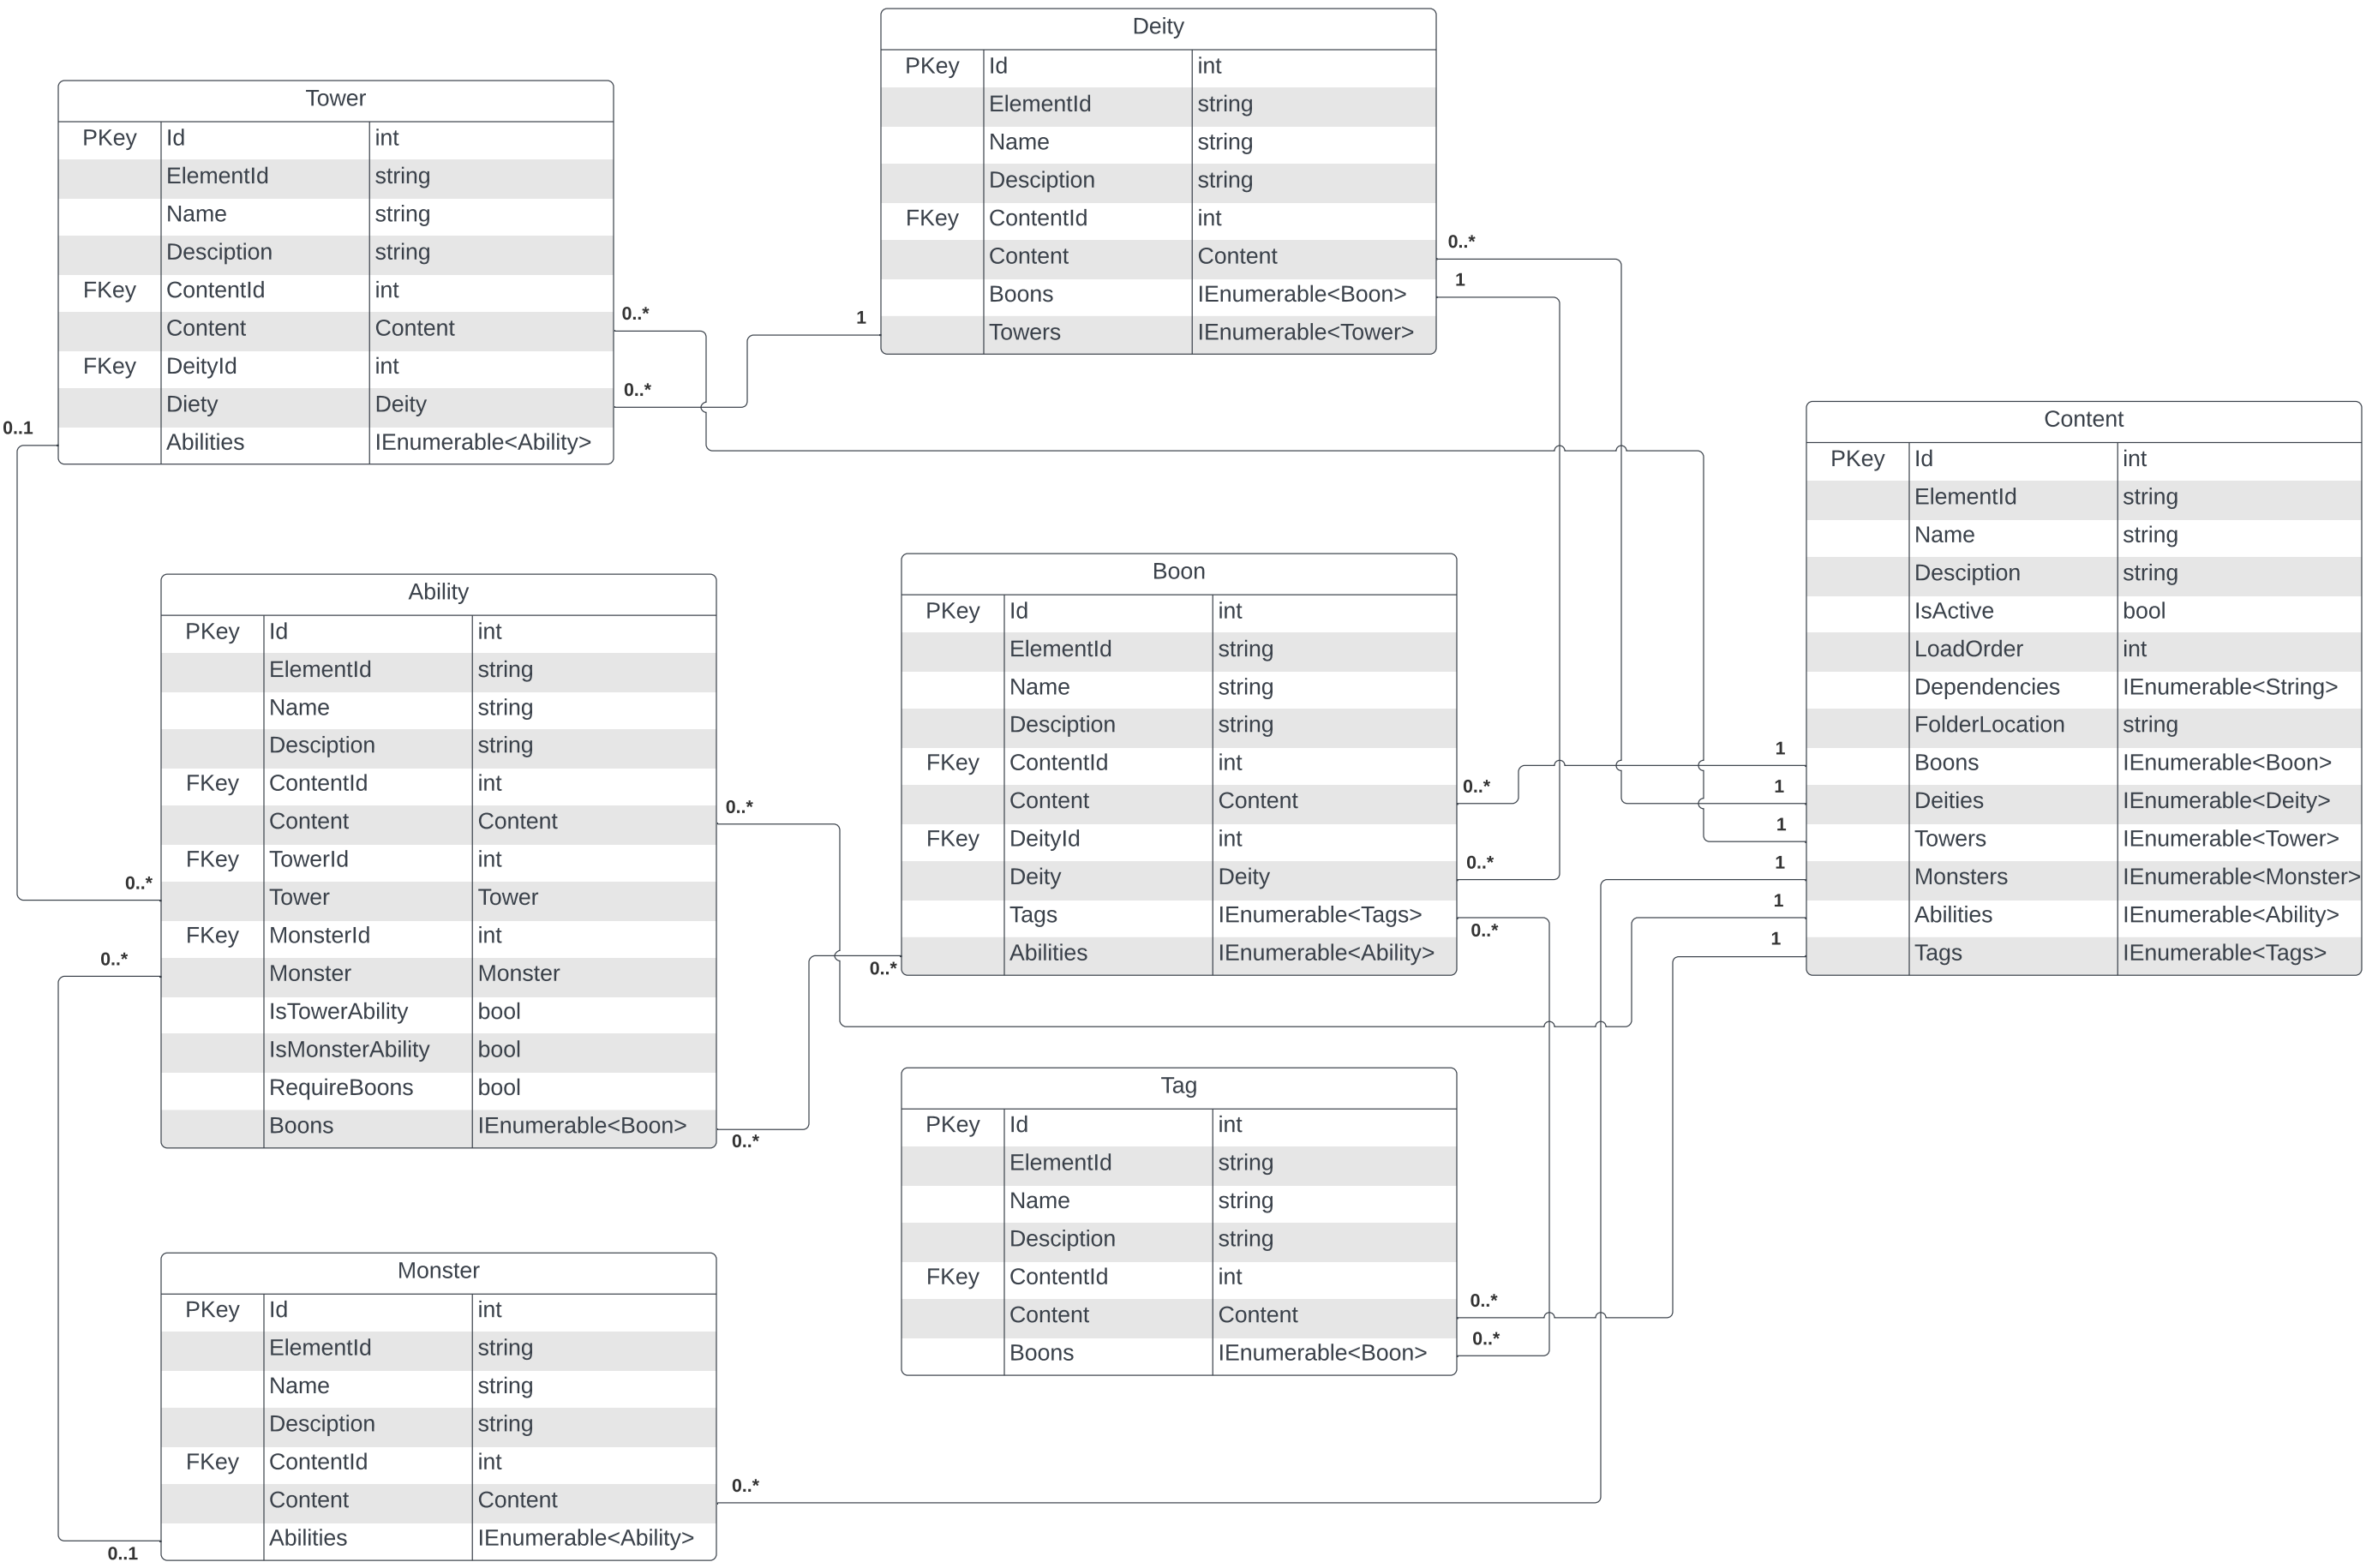 Deity
PKey Id int
ElementId string
Name string
Desciption string
FKey ContentId int
Content Content
Boons IEnumerable<Boon>
Towers IEnumerable<Tower>
0..*
1
1
Tower
PKey Id int
ElementId string
Name string
Desciption string
FKey ContentId int
Content Content
FKey DeityId int
Diety Deity
Abilities IEnumerable<Ability>
0..*
0..*
0..1
Content
PKey Id int
ElementId string
Name string
Desciption string
IsActive bool
LoadOrder int
Dependencies IEnumerable<String>
FolderLocation string
Boons IEnumerable<Boon>
Deities IEnumerable<Deity>
Towers IEnumerable<Tower>
Monsters IEnumerable<Monster>
Abilities IEnumerable<Ability>
Tags IEnumerable<Tags>
1
1
1
1
1
1
Ability
PKey Id int
ElementId string
Name string
Desciption string
FKey ContentId int
Content Content
FKey TowerId int
Tower Tower
FKey MonsterId int
Monster Monster
IsTowerAbility bool
IsMonsterAbility bool
RequireBoons bool
Boons IEnumerable<Boon>
0..*
0..*
0..*
0..*
Boon
PKey Id int
ElementId string
Name string
Desciption string
FKey ContentId int
Content Content
FKey DeityId int
Deity Deity
Tags IEnumerable<Tags>
Abilities IEnumerable<Ability>
0..*
0..*
0..*
0..*
Tag
PKey Id int
ElementId string
Name string
Desciption string
FKey ContentId int
Content Content
Boons IEnumerable<Boon>
0..*
0..*
Monster
PKey Id int
ElementId string
Name string
Desciption string
FKey ContentId int
Content Content
Abilities IEnumerable<Ability>
0..*
0..1